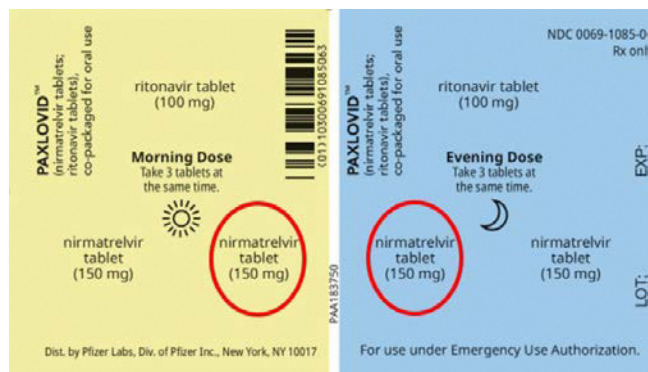 PAXLOVID™
(nirmatrelvir tablets;
ritonavir tablets),
co-packaged for oral use
ritonavir tablet
(100 mg)
(01)10300691085063
Morning Dose
Take 3 tablets at
the same time.
nirmatrelvir
tablet
(150 mg)
nirmatrelvir
tablet
(150 mg)
Dist. by Pfizer Labs, Div. of Pfizer Inc., New York, NY 10017
PAA183750
PAXLOVID™
(nirmatrelvir tablets;
ritonavir tablets),
co-packaged for oral use
NDC 0069-1085-0
Rx only
ritonavir tablet
(100 mg)
Evening Dose
Take 3 tablets at
the same time.
nirmatrelvir
tablet
(150 mg)
nirmatrelvir
tablet
(150 mg)
EXP:
LOT:
For use under Emergency Use Authorization.